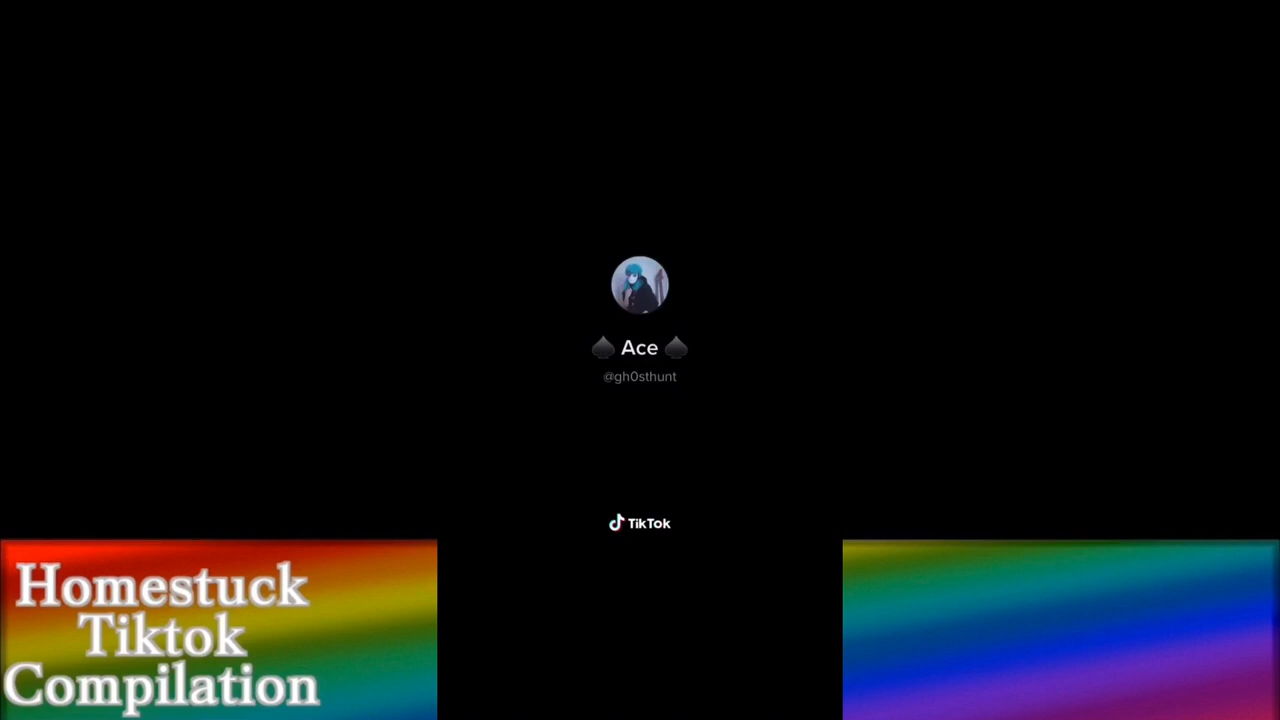 ♠ Ace ♠
@gh0sthunt
TikTok
Homestuck
Tiktok
Compilation